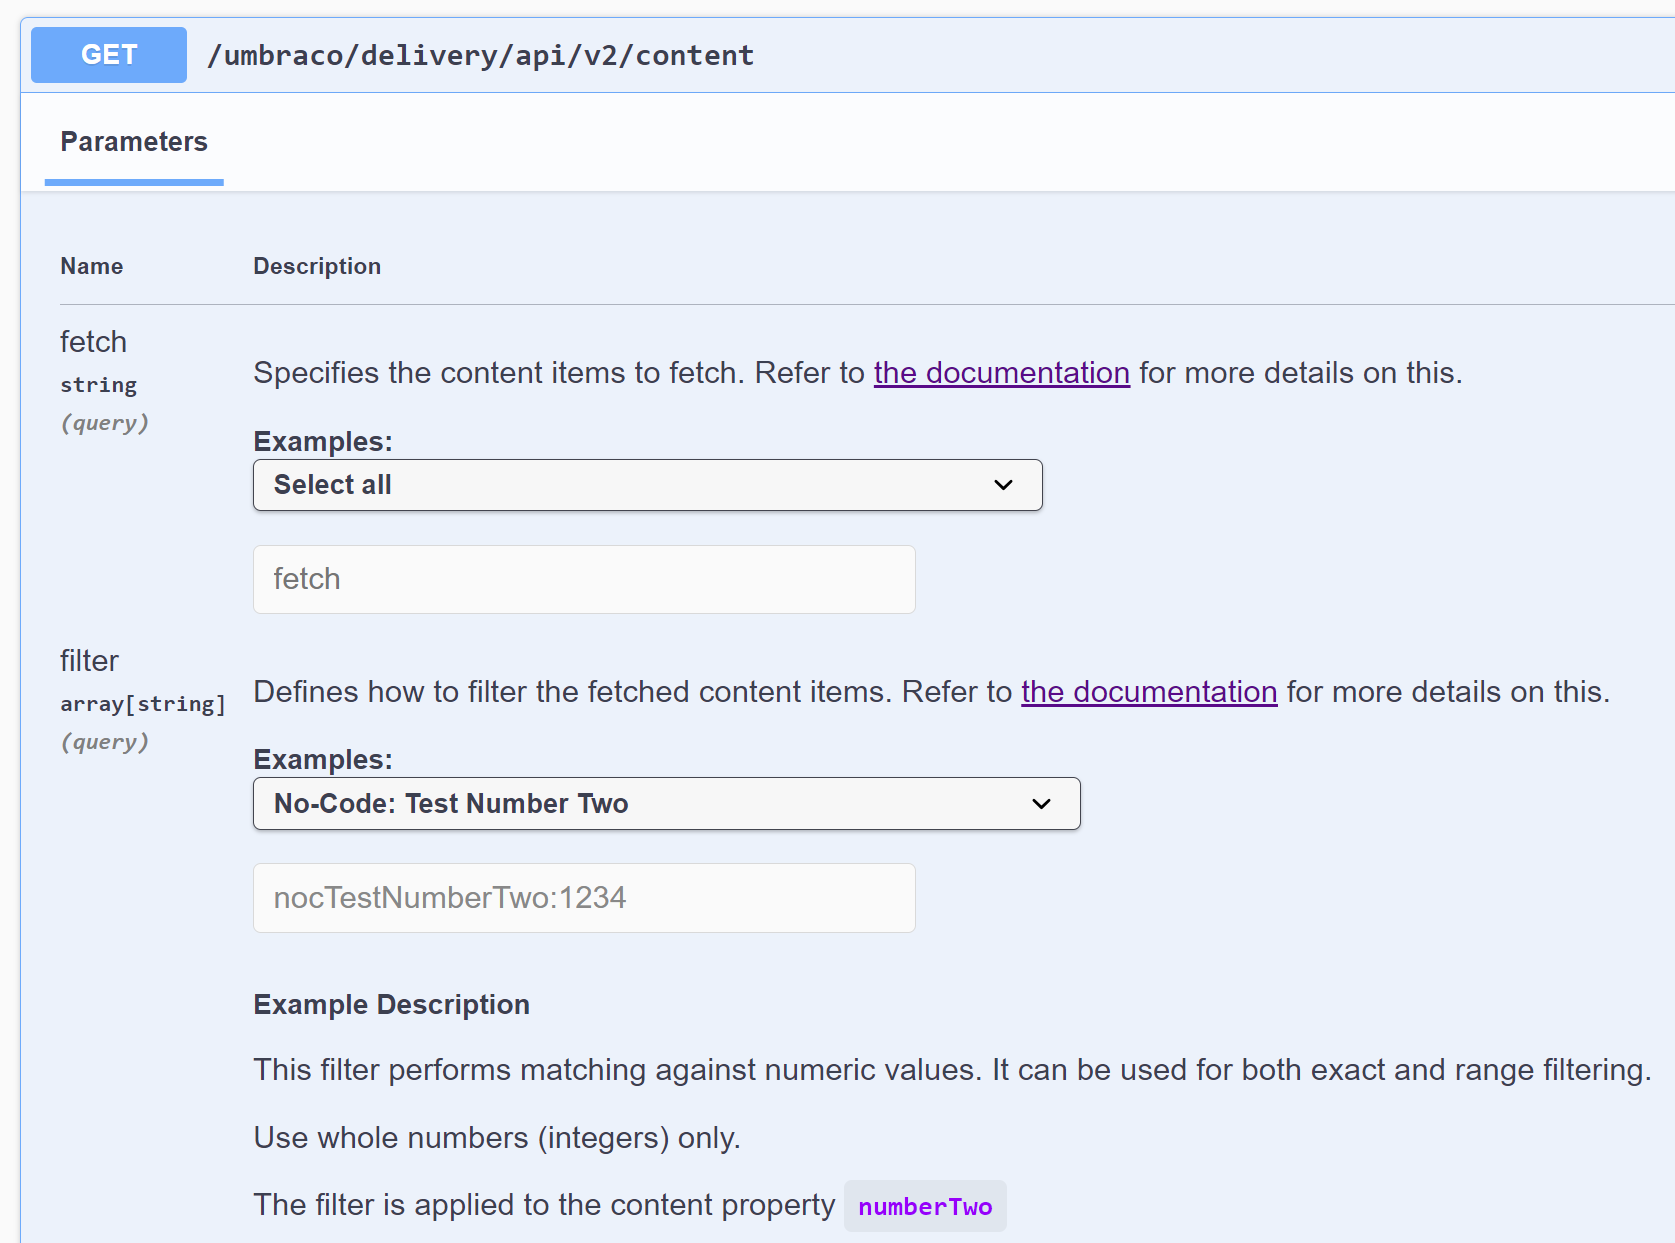 GET /umbraco/delivery/api/v2/content
Parameters
Name Description
fetch
string
(query)
Specifies the content items to fetch. Refer to the documentation for more details on this.
Examples:
Select all
fetch
filter
array[string]
(query)
Defines how to filter the fetched content items. Refer to the documentation for more details on this.
Examples:
No-Code: Test Number Two
nocTestNumberTwo:1234
Example Description
This filter performs matching against numeric values. It can be used for both exact and range filtering.
Use whole numbers (integers) only.
The filter is applied to the content property numberTwo